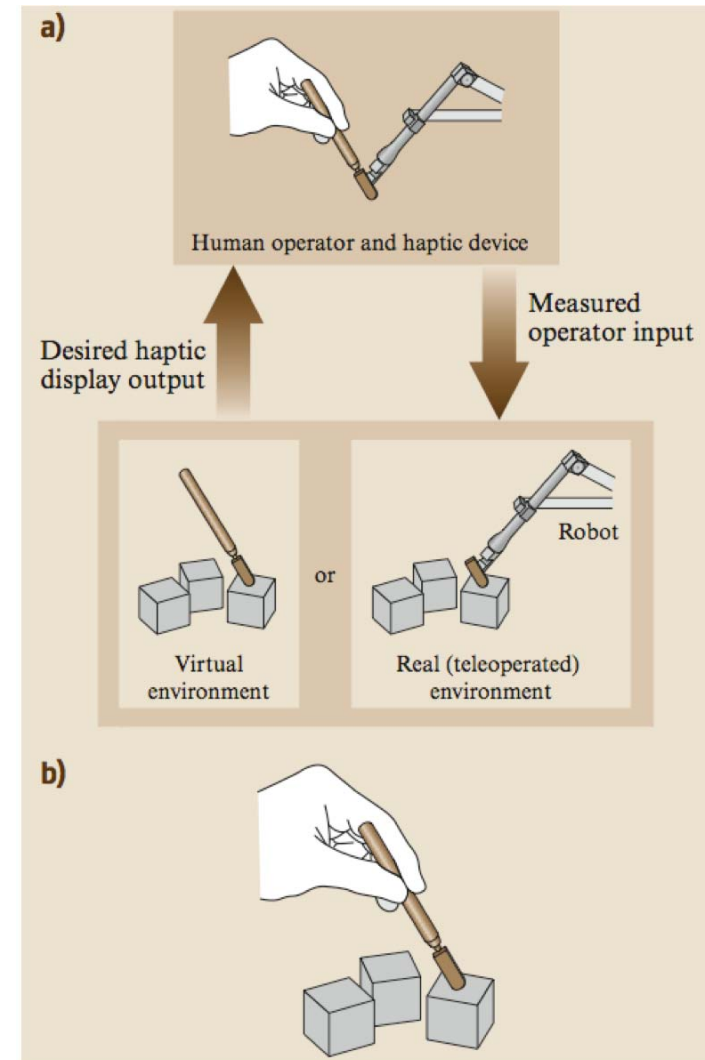 a)
Human operator and haptic device
Desired haptic
display output
Measured
operator input
Robot
or
Virtual
environment
Real (teleoperated)
environment
b)